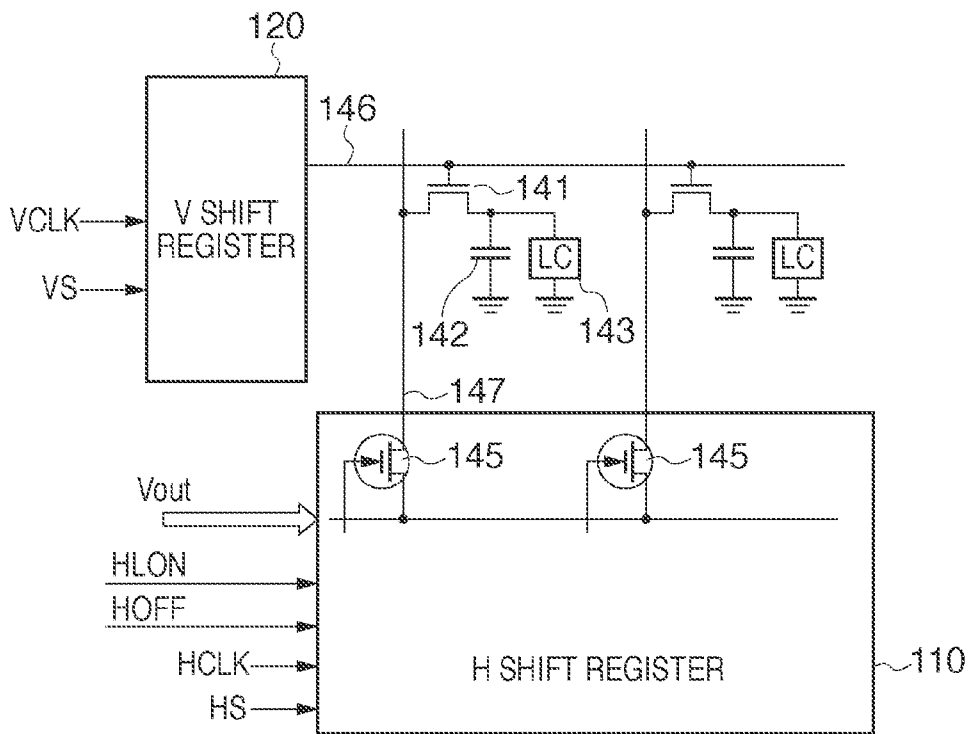 120
146
141
VCLK
V SHIFT
REGISTER
LC
LC
VS
142
143
147
145
145
Vout
HLON
HOFF
HCLK
H SHIFT REGISTER
110
HS